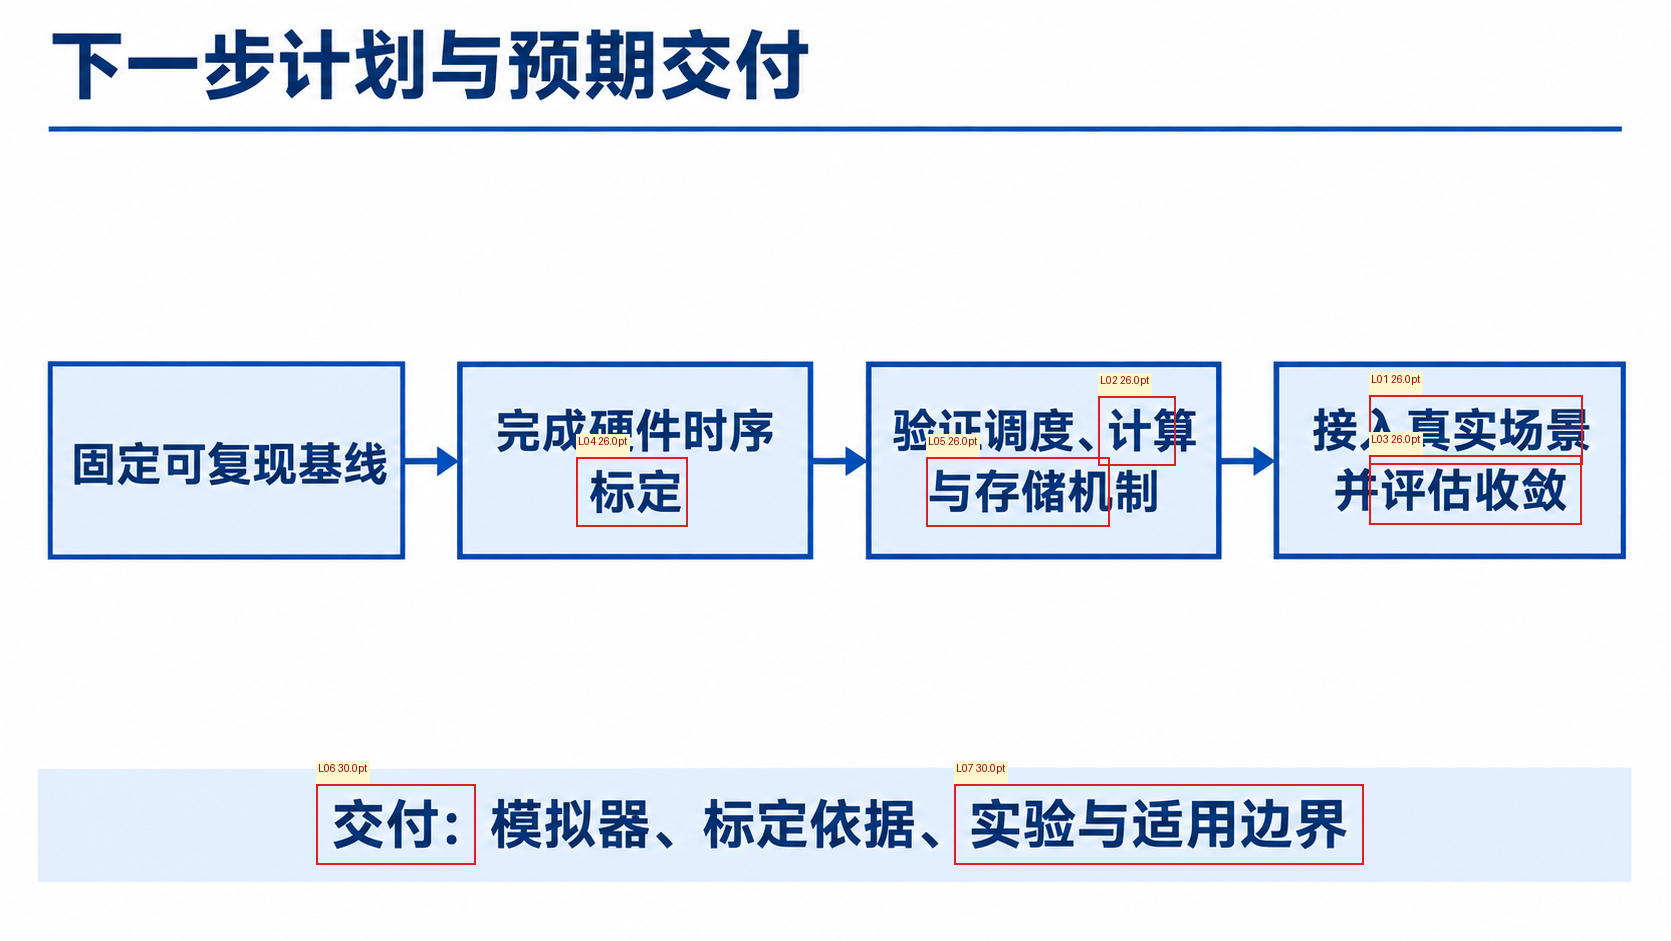 下一步计划与预期交付
固定可复现基线
完成硬件时序
L04 26.0pt
标定
L02 26.0pt
验证调度、计算
L05 26.0pt
与存储机制
L01 26.0pt
接入真实场景
L03 26.0pt
并评估收敛
L06 30.0pt
L07 30.0pt
交付：模拟器、标定依据、实验与适用边界